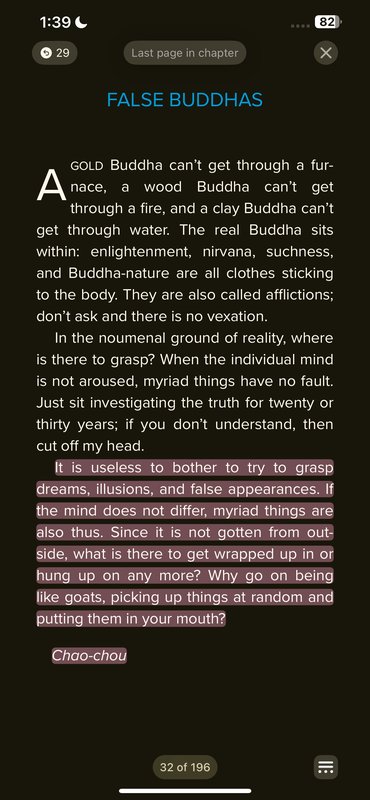 1:39
82
29
Last page in chapter
FALSE BUDDHAS
A GOLD Buddha can’t get through a fur-
nace, a wood Buddha can’t get
through a fire, and a clay Buddha can’t
get through water. The real Buddha sits
within: enlightenment, nirvana, suchness,
and Buddha-nature are all clothes sticking
to the body. They are also called afflictions;
don’t ask and there is no vexation.
In the noumenal ground of reality, where
is there to grasp? When the individual mind
is not aroused, myriad things have no fault.
Just sit investigating the truth for twenty or
thirty years; if you don’t understand, then
cut off my head.
It is useless to bother to try to grasp
dreams, illusions, and false appearances. If
the mind does not differ, myriad things are
also thus. Since it is not gotten from out-
side, what is there to get wrapped up in or
hung up on any more? Why go on being
like goats, picking up things at random and
putting them in your mouth?
Chao-chou
32 of 196